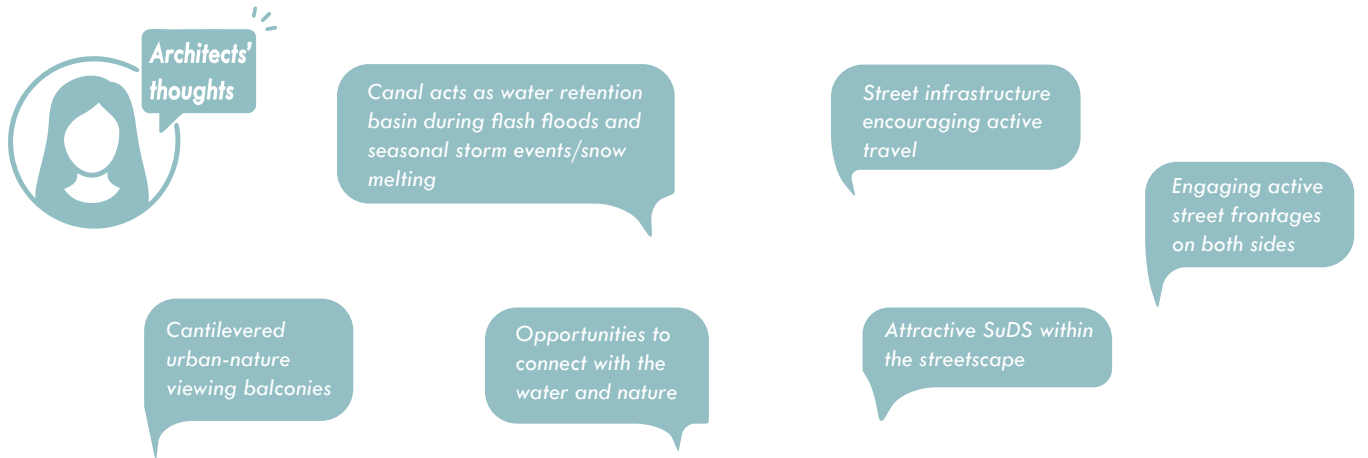 Architects'
thoughts
Canal acts as water retention
basin during flash floods and
seasonal storm events/snow
melting
Street infrastructure
encouraging active
travel
Engaging active
street frontages
on both sides
Cantilevered
urban-nature
viewing balconies
Opportunities to
connect with the
water and nature
Attractive SuDS within
the streetscape